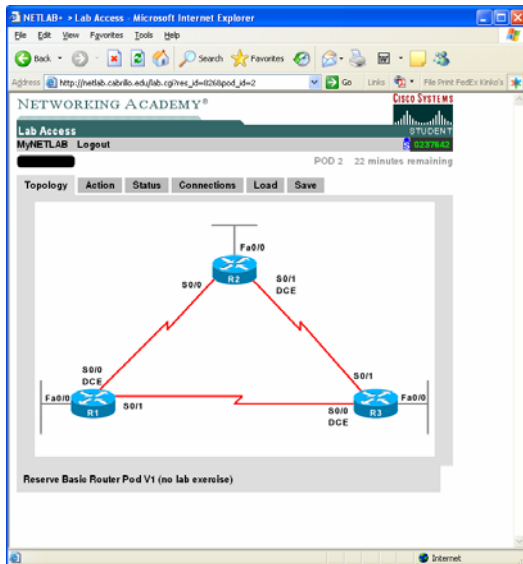 NETLAB+ > Lab Access - Microsoft Internet Explorer
File Edit View Favorites Tools Help
Back Search Favorites
Address http://netlab.cabrillo.edu/lab.cgi?res_id=8268pod_id=2 Go Links File Print FedEx Kinko's
NETWORKING ACADEMY®
CISCO SYSTEMS
Lab Access
STUDENT
MyNETLAB Logout
S 0237642
POD 2 22 minutes remaining
Topology Action Status Connections Load Save
Fa0/0
R2
S0/0
S0/1
DCE
S0/0
DCE
S0/1
Fa0/0
R1
S0/1
S0/0
DCE
R3
Fa0/0
Reserve Basic Router Pod V1 (no lab exercise)
Internet